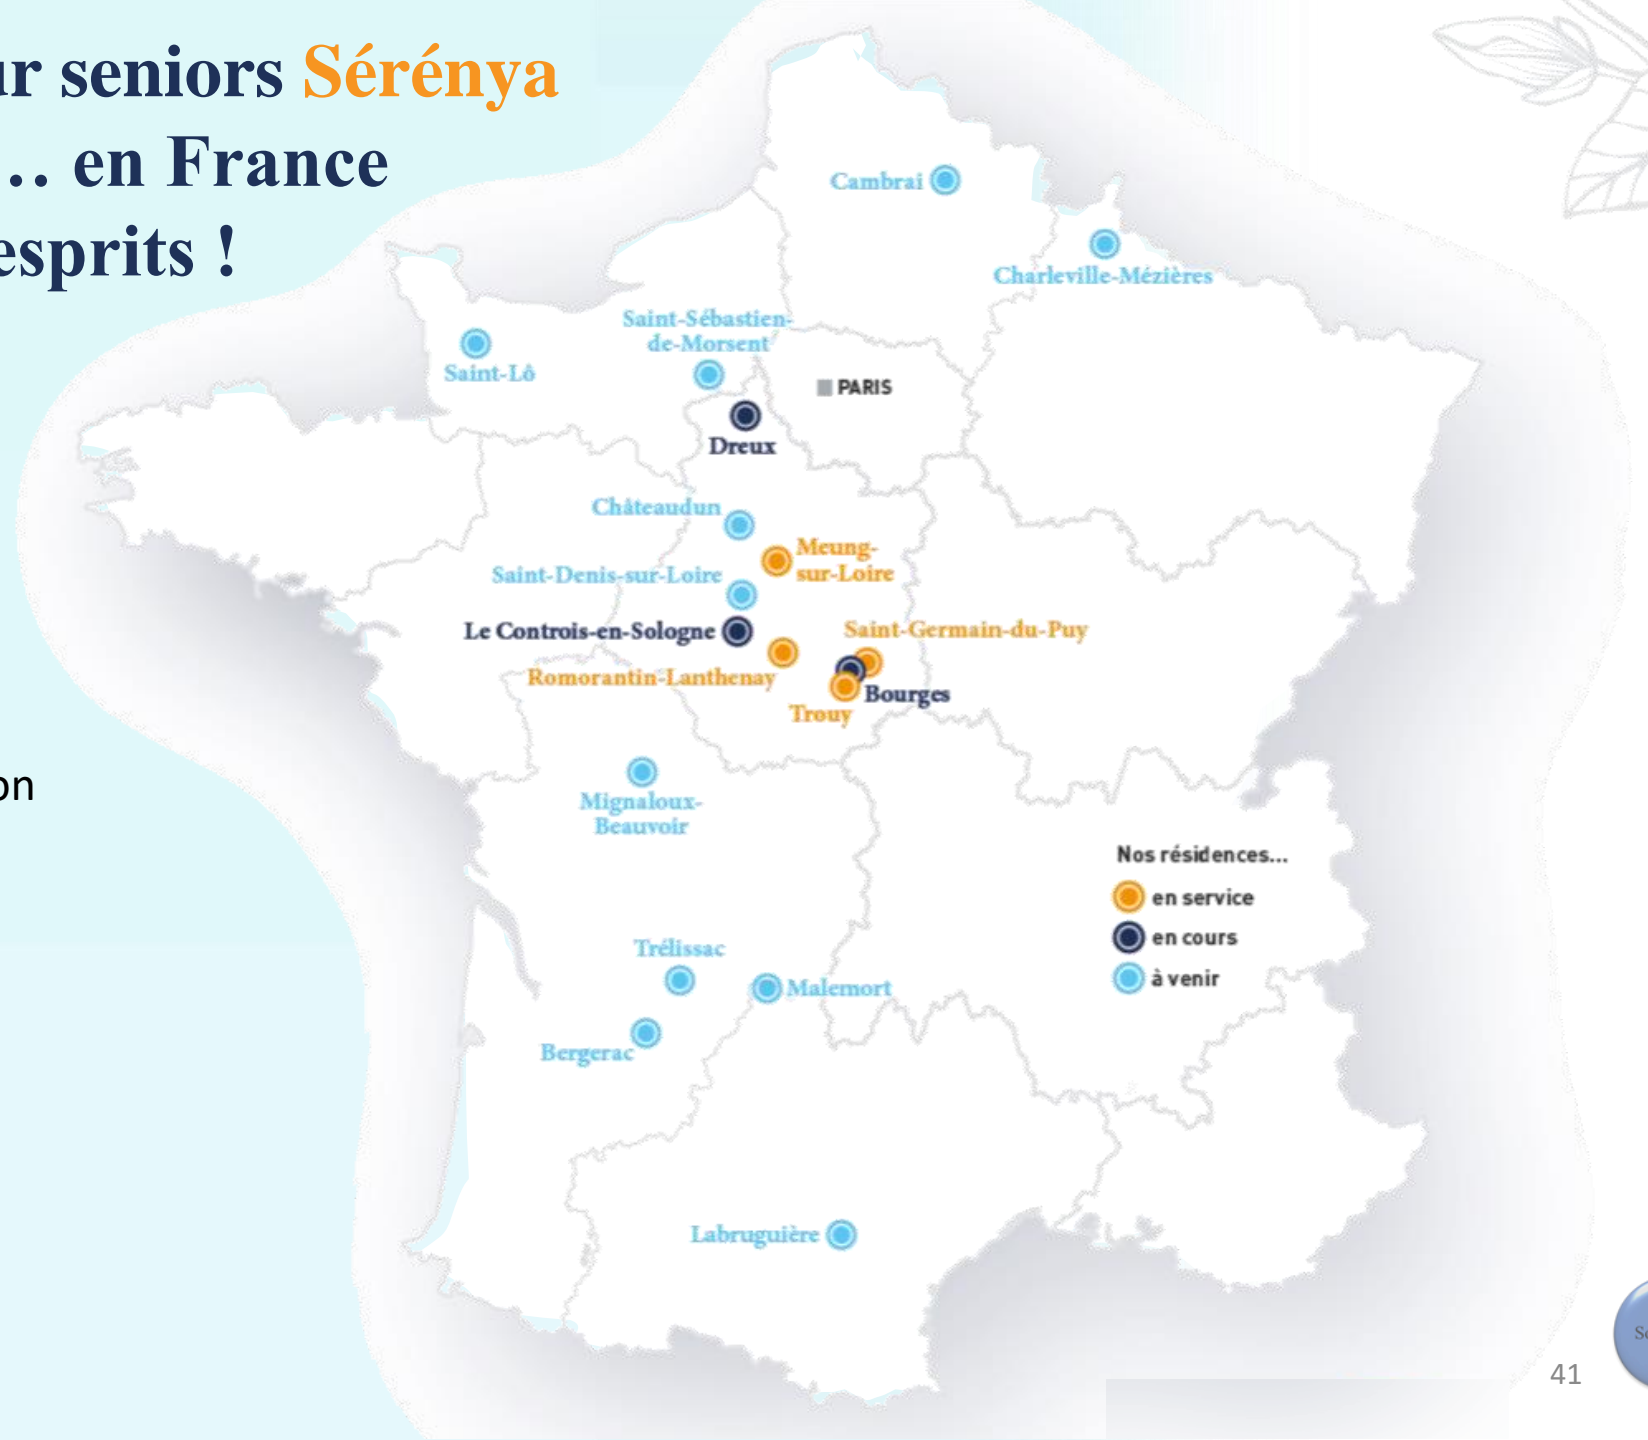 ur seniors Sérénya
… en France
esprits !
Cambrai
Charleville-Mézières
Saint-Sébastien-
de-Morsent
Saint-Lô
PARIS
Dreux
Châteaudun
Meung-
sur-Loire
Saint-Denis-sur-Loire
Le Controis-en-Sologne
Saint-Germain-du-Puy
Romorantin-Lanthenay
Bourges
Trouy
on
Mignaloux-
Beauvoir
Nos résidences...
en service
en cours
à venir
Trélissac
Malemort
Bergerac
Labruguière
41